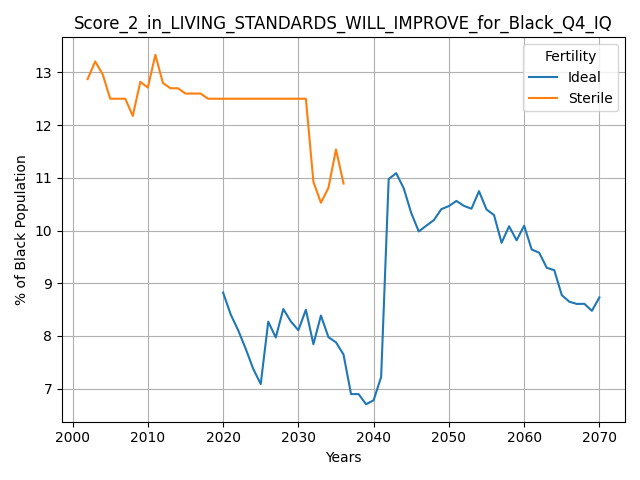 Score_2_in_LIVING_STANDARDS_WILL_IMPROVE_for_Black_Q4_IQ
Fertility
Ideal
Sterile
% of Black Population
13
12
11
10
9
8
7
2000 2010 2020 2030 2040 2050 2060 2070
Years